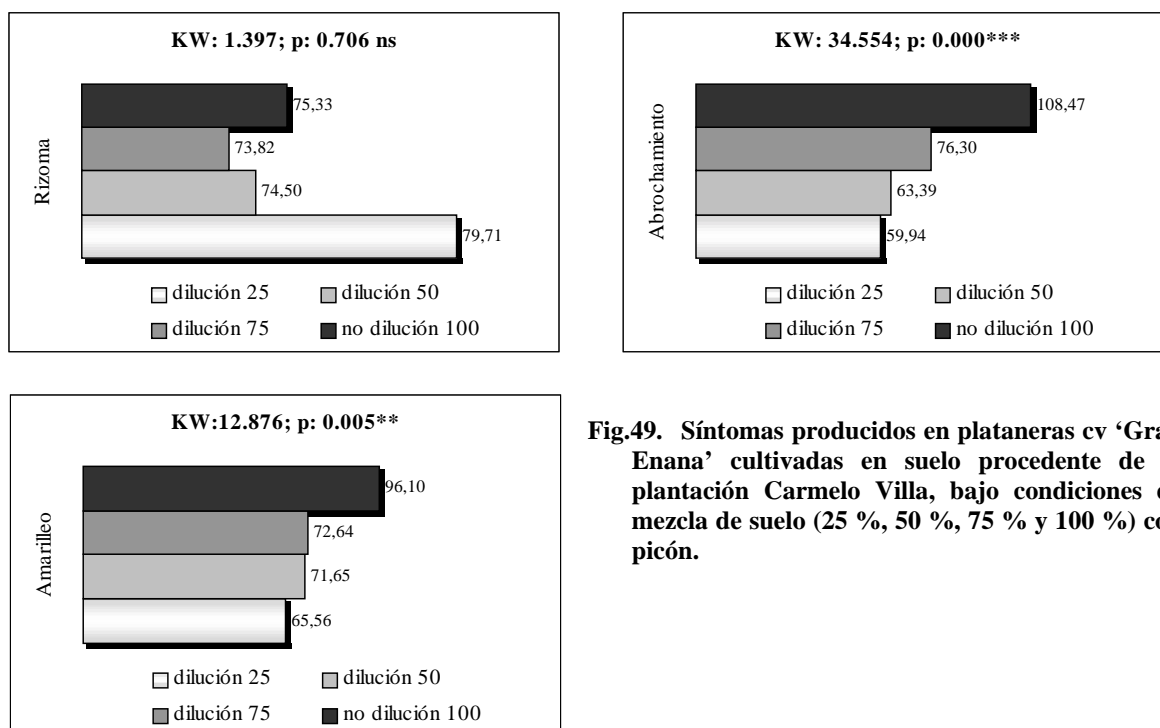 KW: 1.397; p: 0.706 ns
Rizoma
75,33
73,82
74,50
79,71
dilución 25 dilución 50
dilución 75 no dilución 100
KW: 34.554; p: 0.000***
Abrochamiento
108,47
76,30
63,39
59,94
dilución 25 dilución 50
dilución 75 no dilución 100
KW:12.876; p: 0.005**
Amarilleo
96,10
72,64
71,65
65,56
dilución 25 dilución 50
dilución 75 no dilución 100
Fig.49. Síntomas producidos en plataneras cv ‘Gra
Enana’ cultivadas en suelo procedente de
plantación Carmelo Villa, bajo condiciones
mezcla de suelo (25 %, 50 %, 75 % y 100 %)
picón.